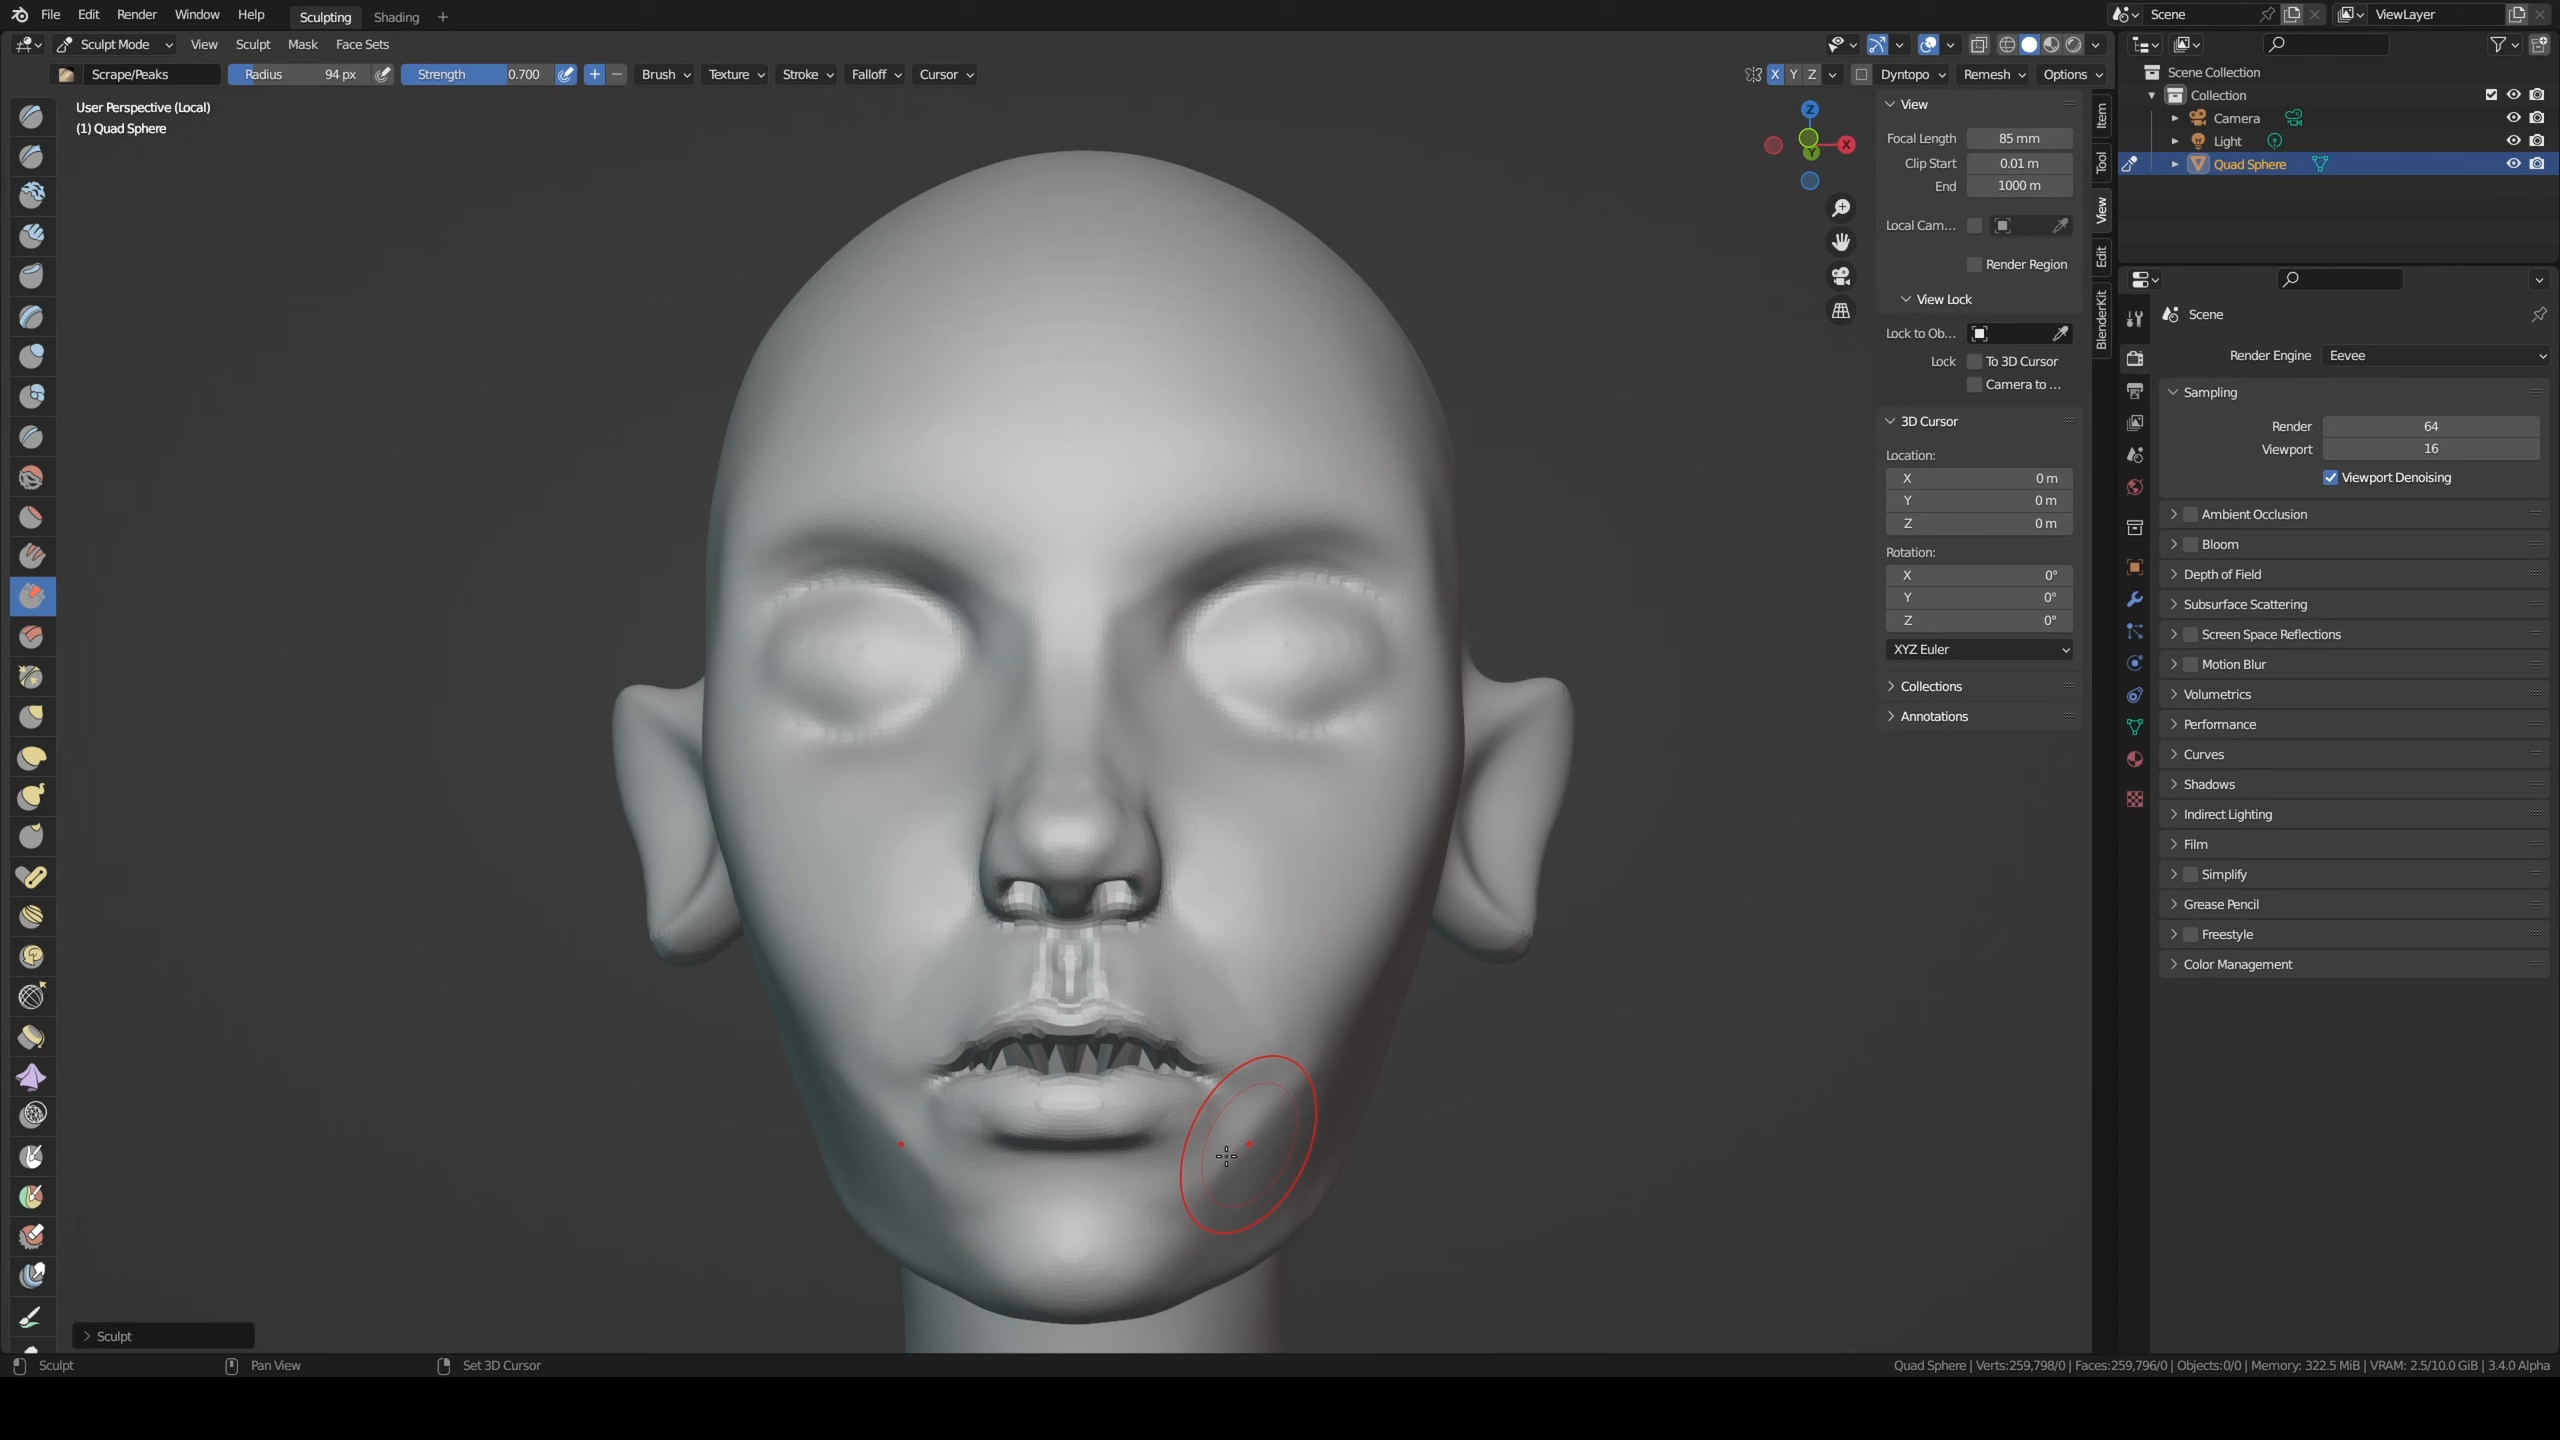 File Edit Render Window Help Sculpting Shading + Scene ViewLayer
Sculpt Mode View Sculpt Mask Face Sets
Scrape/Peaks Radius 94 px Strength 0.700 + − Brush Texture Stroke Falloff Cursor X Y Z Dyntopo Remesh Options
User Perspective (Local)
(1) Quad Sphere
Z
X
Y
View
Focal Length 85 mm
Clip Start 0.01 m
End 1000 m
Local Cam...
Render Region
View Lock
Lock to Ob...
Lock To 3D Cursor
Camera to ...
3D Cursor
Location:
X 0 m
Y 0 m
Z 0 m
Rotation:
X 0°
Y 0°
Z 0°
XYZ Euler
Collections
Annotations
Item
Tool
View
Edit
BlenderKit
Scene Collection
Collection
Camera
Light
Quad Sphere
Scene
Render Engine Eevee
Sampling
Render 64
Viewport 16
Viewport Denoising
Ambient Occlusion
Bloom
Depth of Field
Subsurface Scattering
Screen Space Reflections
Motion Blur
Volumetrics
Performance
Curves
Shadows
Indirect Lighting
Film
Simplify
Grease Pencil
Freestyle
Color Management
Sculpt
Sculpt Pan View Set 3D Cursor Quad Sphere | Verts:259,798/0 | Faces:259,796/0 | Objects:0/0 | Memory: 322.5 MiB | VRAM: 2.5/10.0 GiB | 3.4.0 Alpha